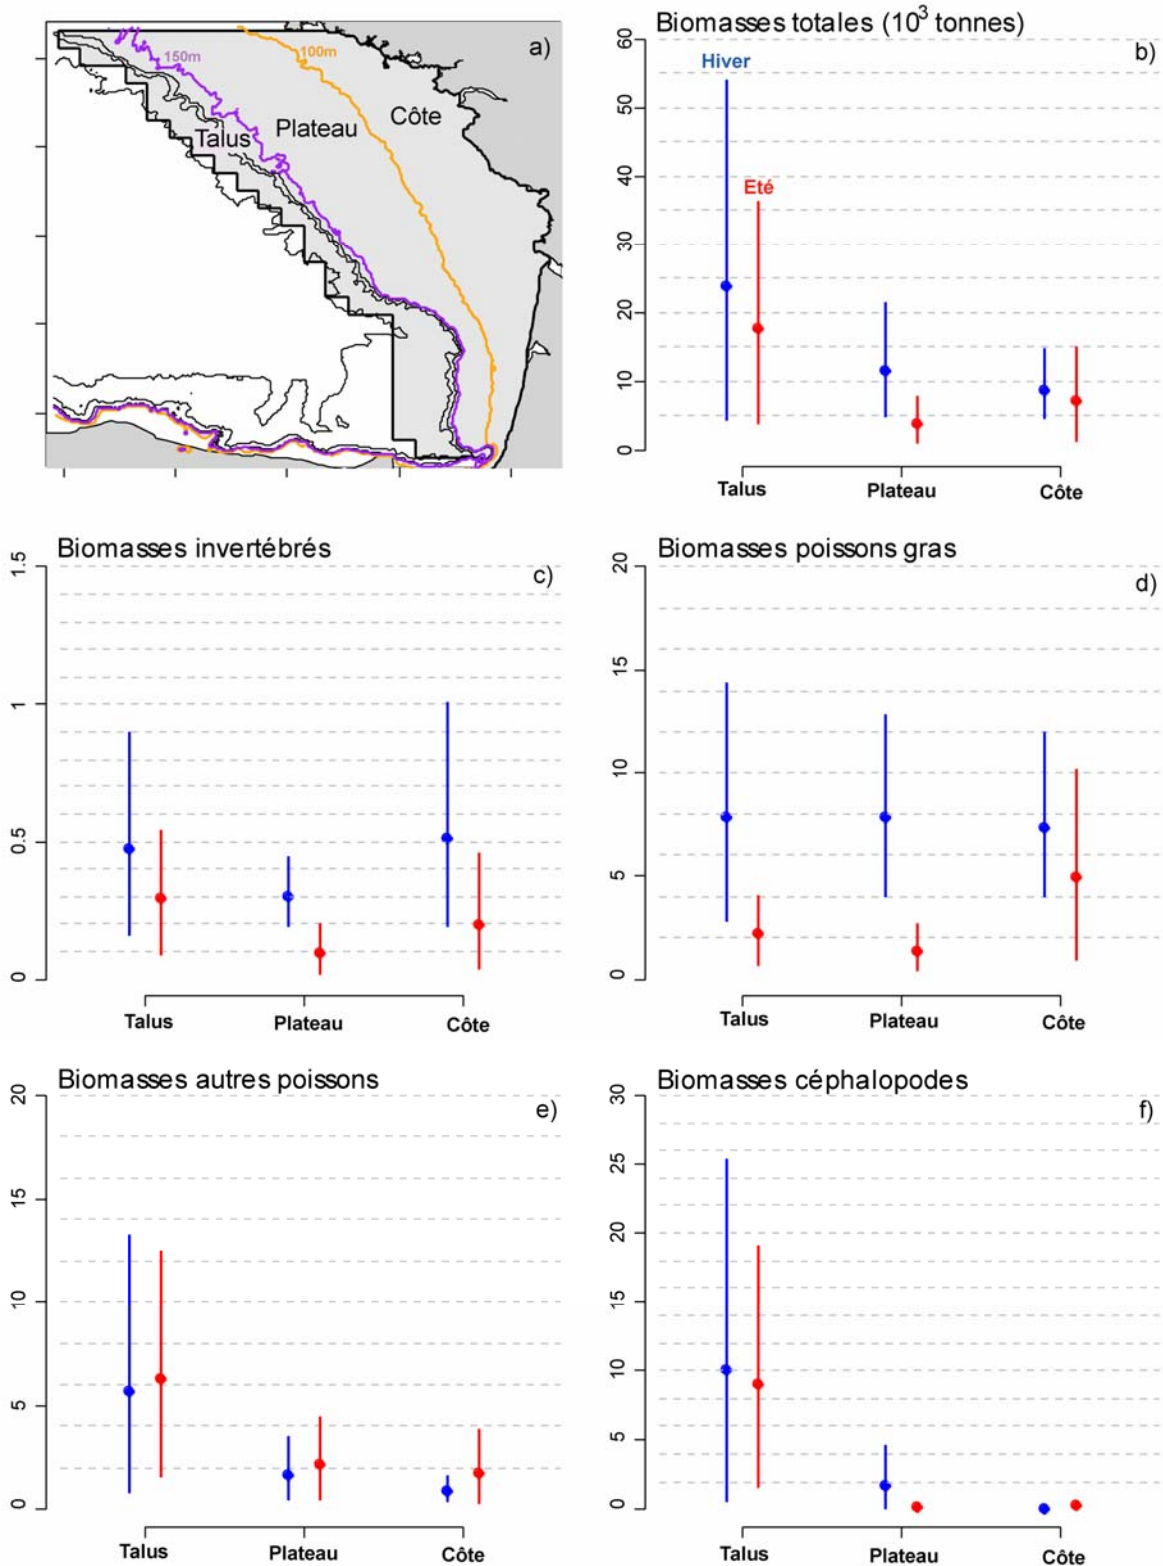 a)
150m
100m
Côte
Plateau
Talus
Biomasses totales (10³ tonnes)
b)
60
50
40
30
20
10
0
Hiver
Eté
Talus Plateau Côte
Biomasses invertébrés
c)
1.5
1
0.5
0
Talus Plateau Côte
Biomasses poissons gras
d)
20
15
10
5
0
Talus Plateau Côte
Biomasses autres poissons
e)
20
15
10
5
0
Talus Plateau Côte
Biomasses céphalopodes
f)
30
25
20
15
10
5
0
Talus Plateau Côte